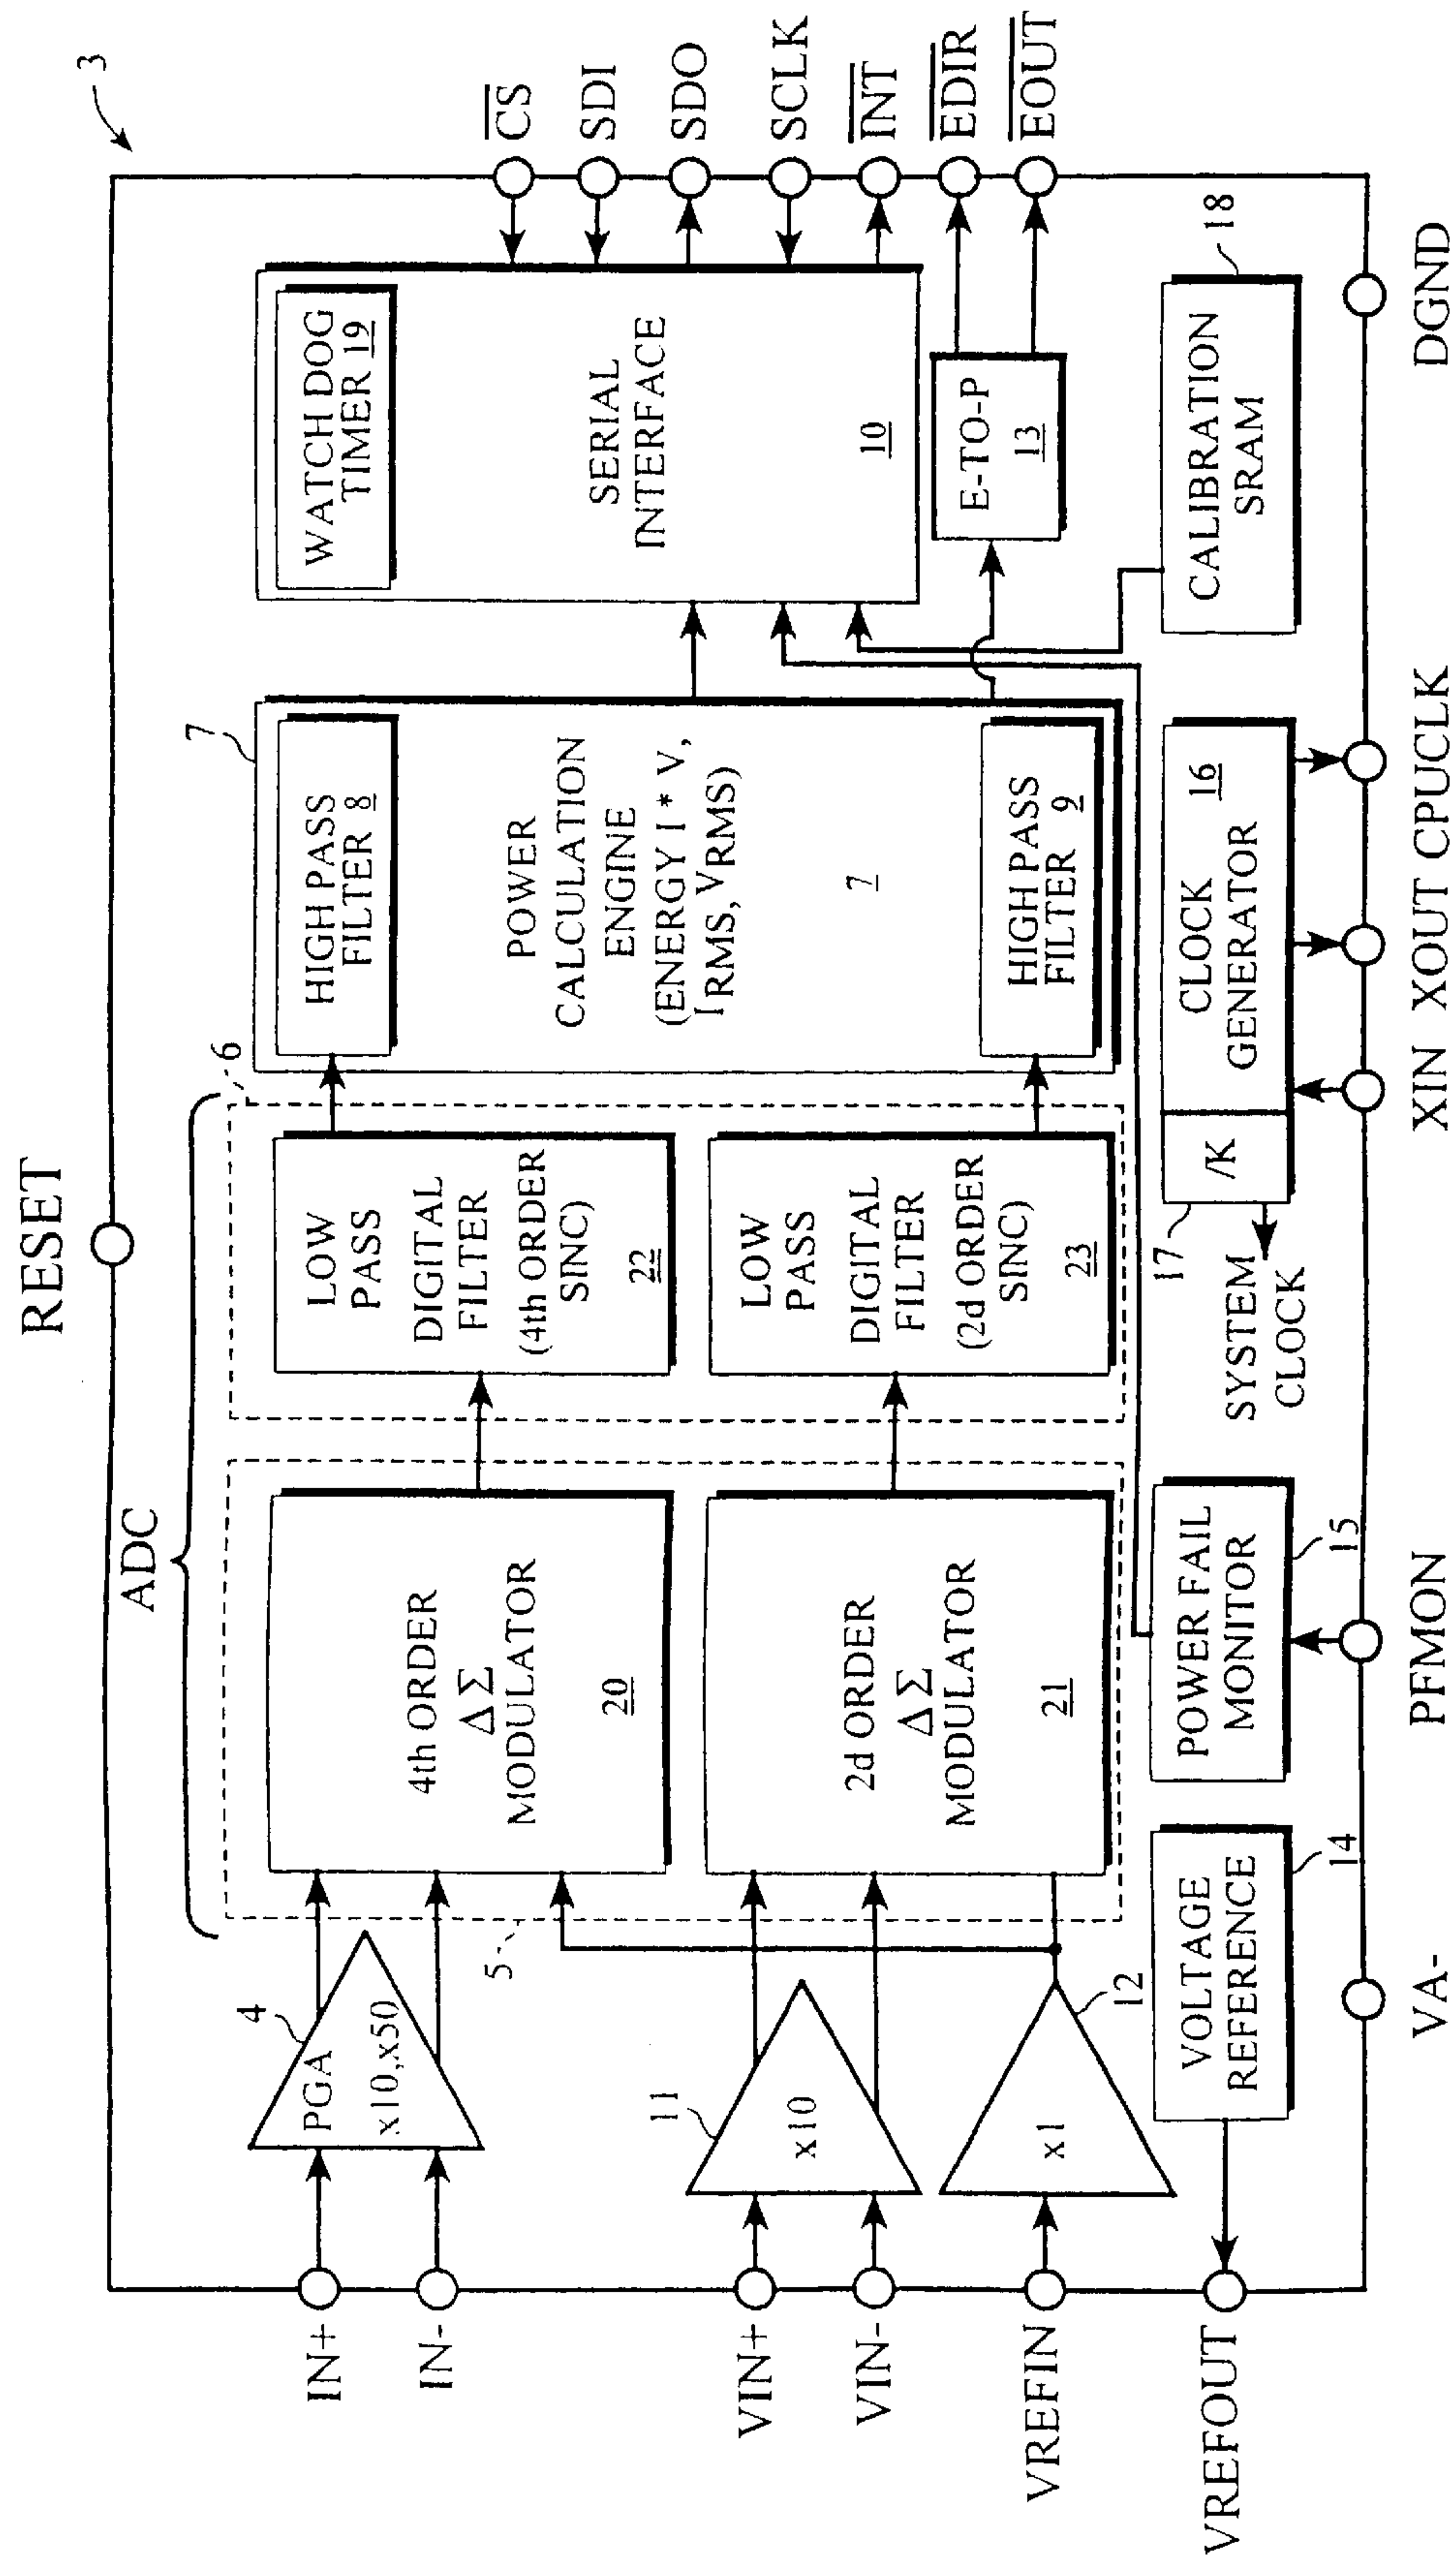 RESET
3
ADC
IN+
IN-
VIN+
VIN-
VREFIN
VREFOUT
4
PGA
x10,x50
11
x10
x1
12
5
4th ORDER
ΔΣ
MODULATOR
20
2d ORDER
ΔΣ
MODULATOR
21
6
LOW
PASS
DIGITAL
FILTER
(4th ORDER
SINC)
22
LOW
PASS
DIGITAL
FILTER
(2d ORDER
SINC)
23
7
HIGH PASS
FILTER 8
POWER
CALCULATION
ENGINE
(ENERGY I * V,
IRMS, VRMS)
7
HIGH PASS
FILTER 9
WATCH DOG
TIMER 19
SERIAL
INTERFACE
10
E-TO-P
13
C̅S̅
SDI
SDO
SCLK
I̅N̅T̅
E̅D̅I̅R̅
E̅O̅U̅T̅
VOLTAGE
REFERENCE
14
POWER FAIL
MONITOR
15
SYSTEM
CLOCK
17
/K
CLOCK
GENERATOR
16
CALIBRATION
SRAM
18
VA-
PFMON
XIN
XOUT
CPUCLK
DGND